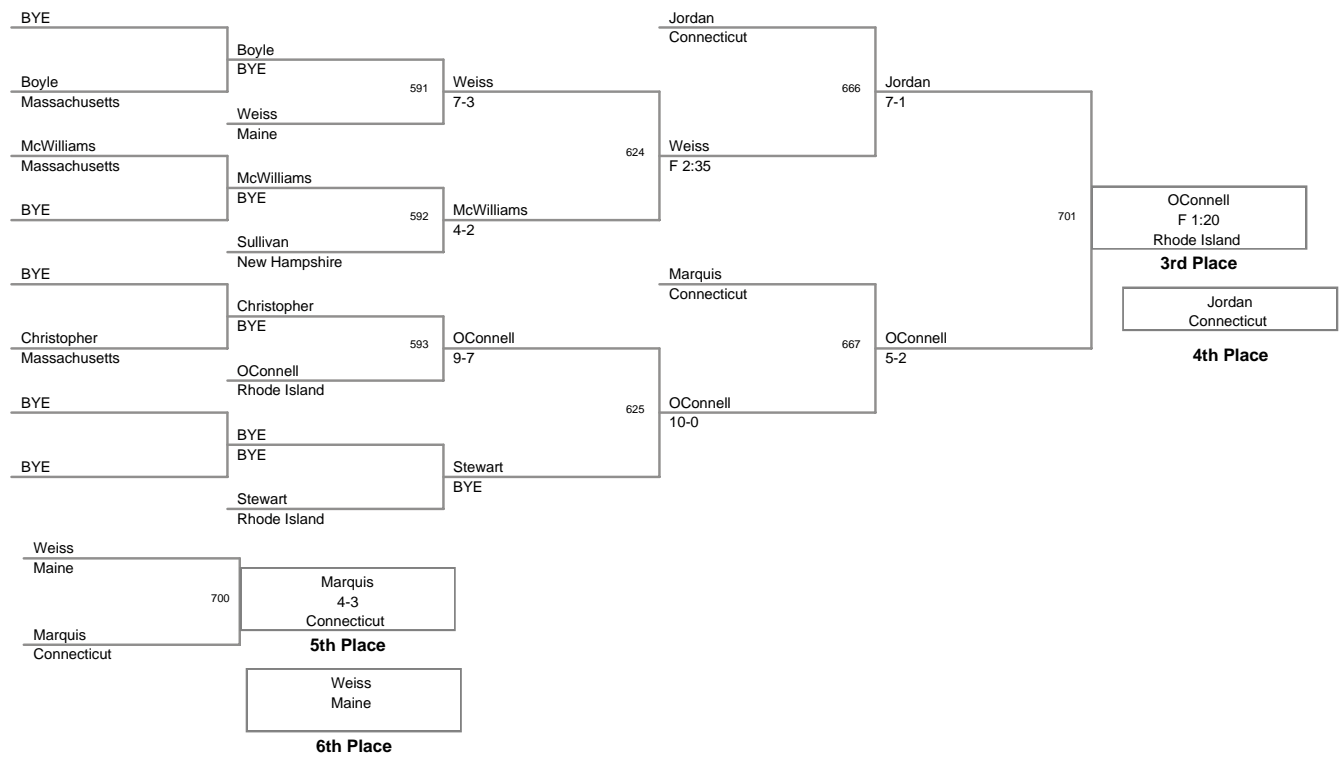 BYE
Boyle
Massachusetts
McWilliams
Massachusetts
BYE
BYE
Christopher
Massachusetts
BYE
BYE
Boyle
BYE
Weiss
Maine
McWilliams
BYE
Sullivan
New Hampshire
Christopher
BYE
OConnell
Rhode Island
BYE
BYE
Stewart
Rhode Island
591
592
593
Weiss
7-3
McWilliams
4-2
OConnell
9-7
Stewart
BYE
624
625
Jordan
Connecticut
Weiss
F 2:35
Marquis
Connecticut
OConnell
10-0
666
667
Jordan
7-1
OConnell
5-2
701
OConnell
F 1:20
Rhode Island
3rd Place
Jordan
Connecticut
4th Place
Weiss
Maine
Marquis
Connecticut
700
Marquis
4-3
Connecticut
5th Place
Weiss
Maine
6th Place